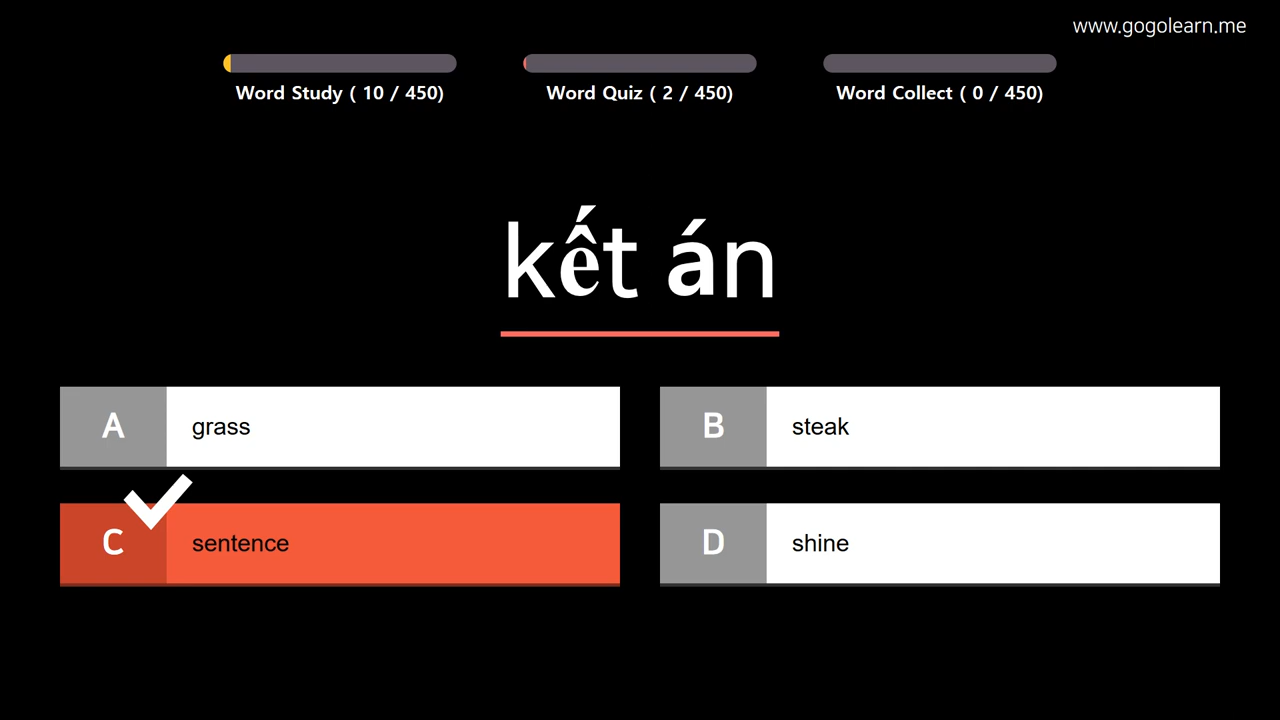 www.gogolearn.me
Word Study ( 10 / 450)
Word Quiz ( 2 / 450)
Word Collect ( 0 / 450)
kết án
A grass
B steak
C sentence
D shine